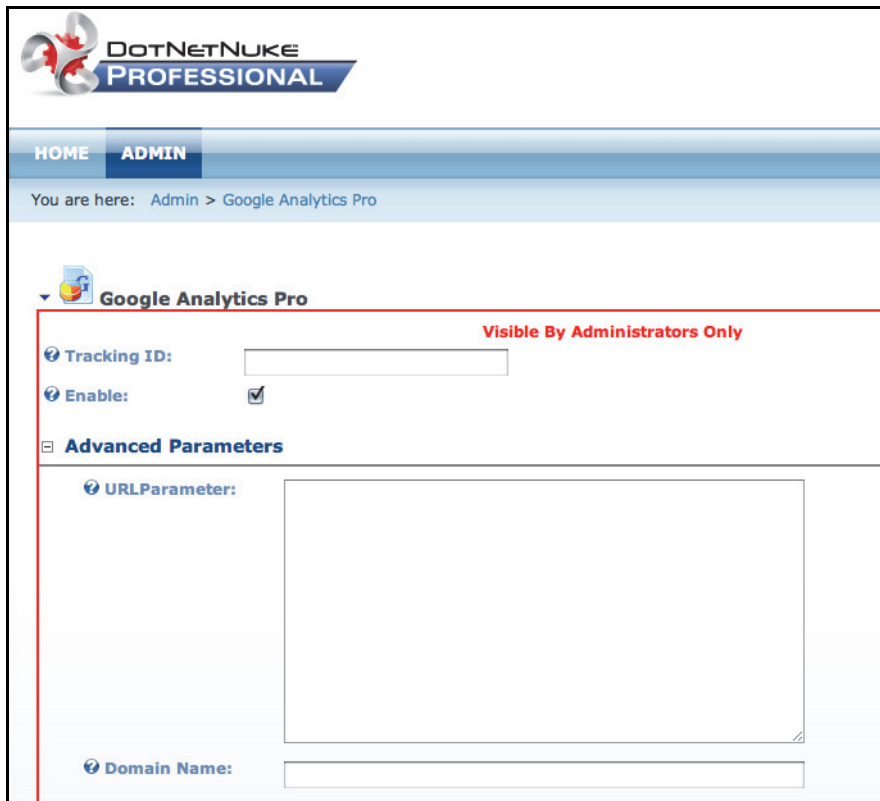 DOTNETNUKE
PROFESSIONAL
HOME ADMIN
You are here: Admin > Google Analytics Pro
G
Google Analytics Pro
Visible By Administrators Only
? Tracking ID:
? Enable:
Advanced Parameters
? URLParameter:
? Domain Name: